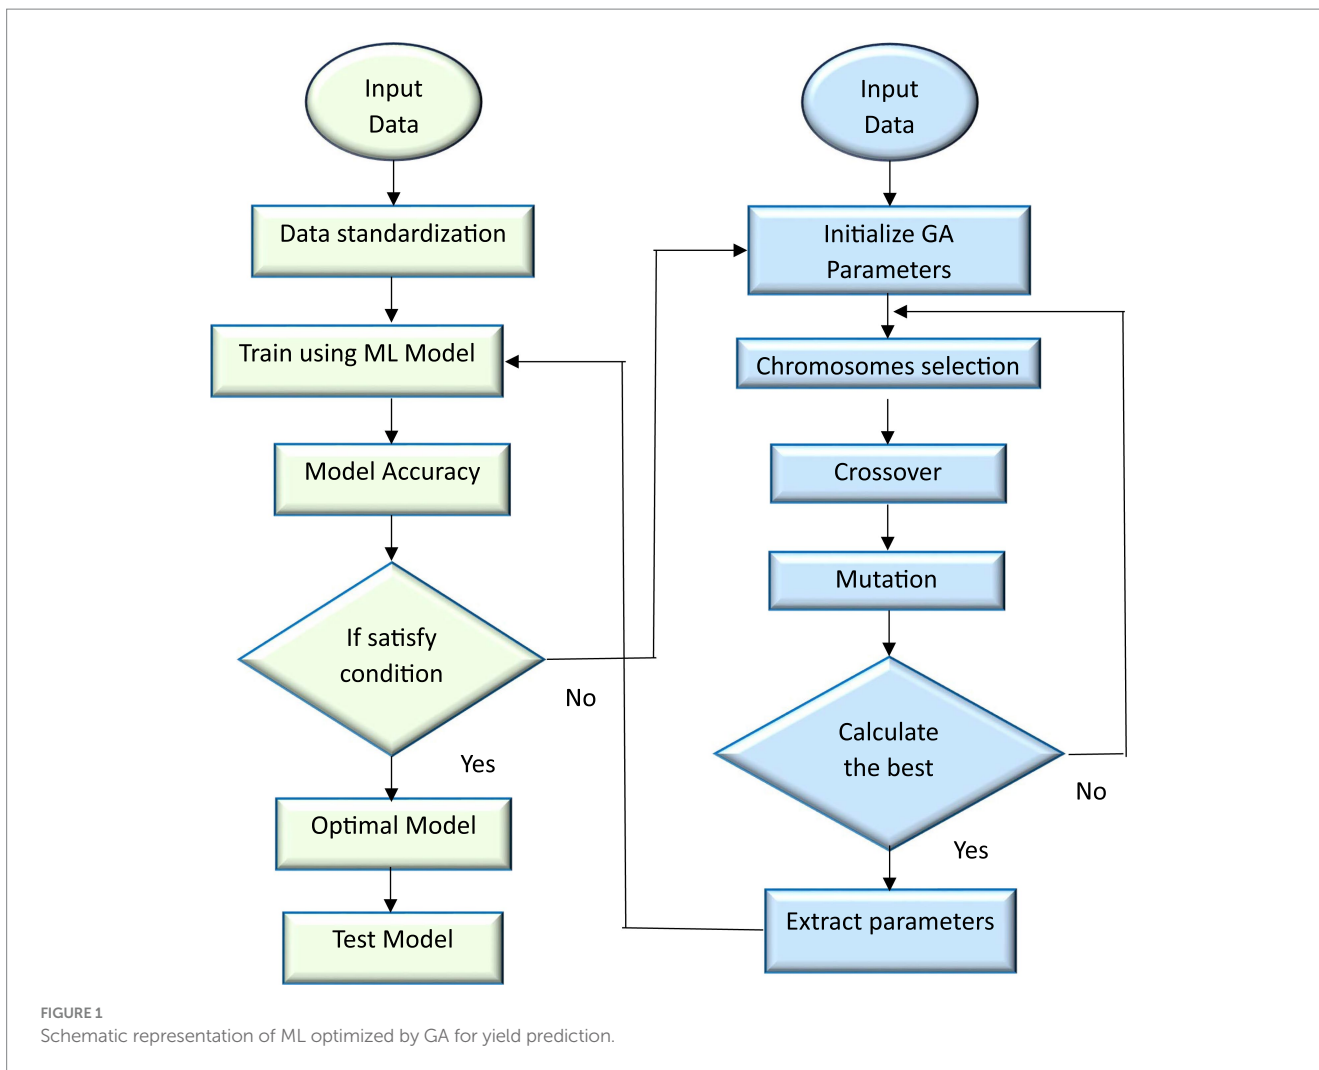 Input
Data
Data standardization
Train using ML Model
Model Accuracy
If satisfy
condition
No
Yes
Optimal Model
Test Model
Input
Data
Initialize GA
Parameters
Chromosomes selection
Crossover
Mutation
Calculate
the best
No
Yes
Extract parameters
FIGURE 1
Schematic representation of ML optimized by GA for yield prediction.